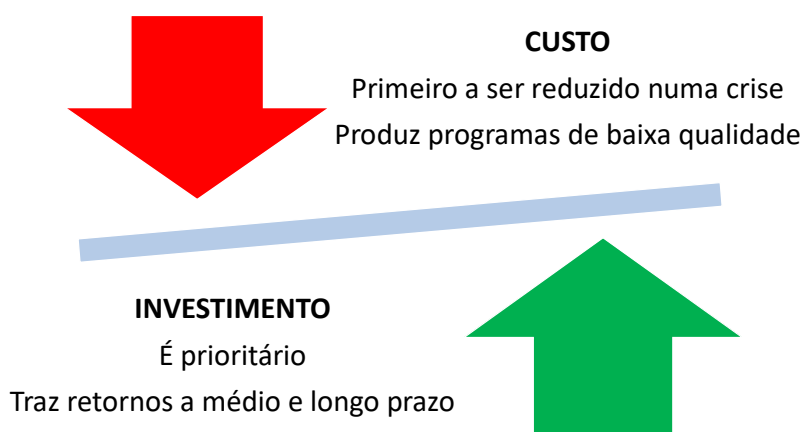 CUSTO
Primeiro a ser reduzido numa crise
Produz programas de baixa qualidade
INVESTIMENTO
É prioritário
Traz retornos a médio e longo prazo